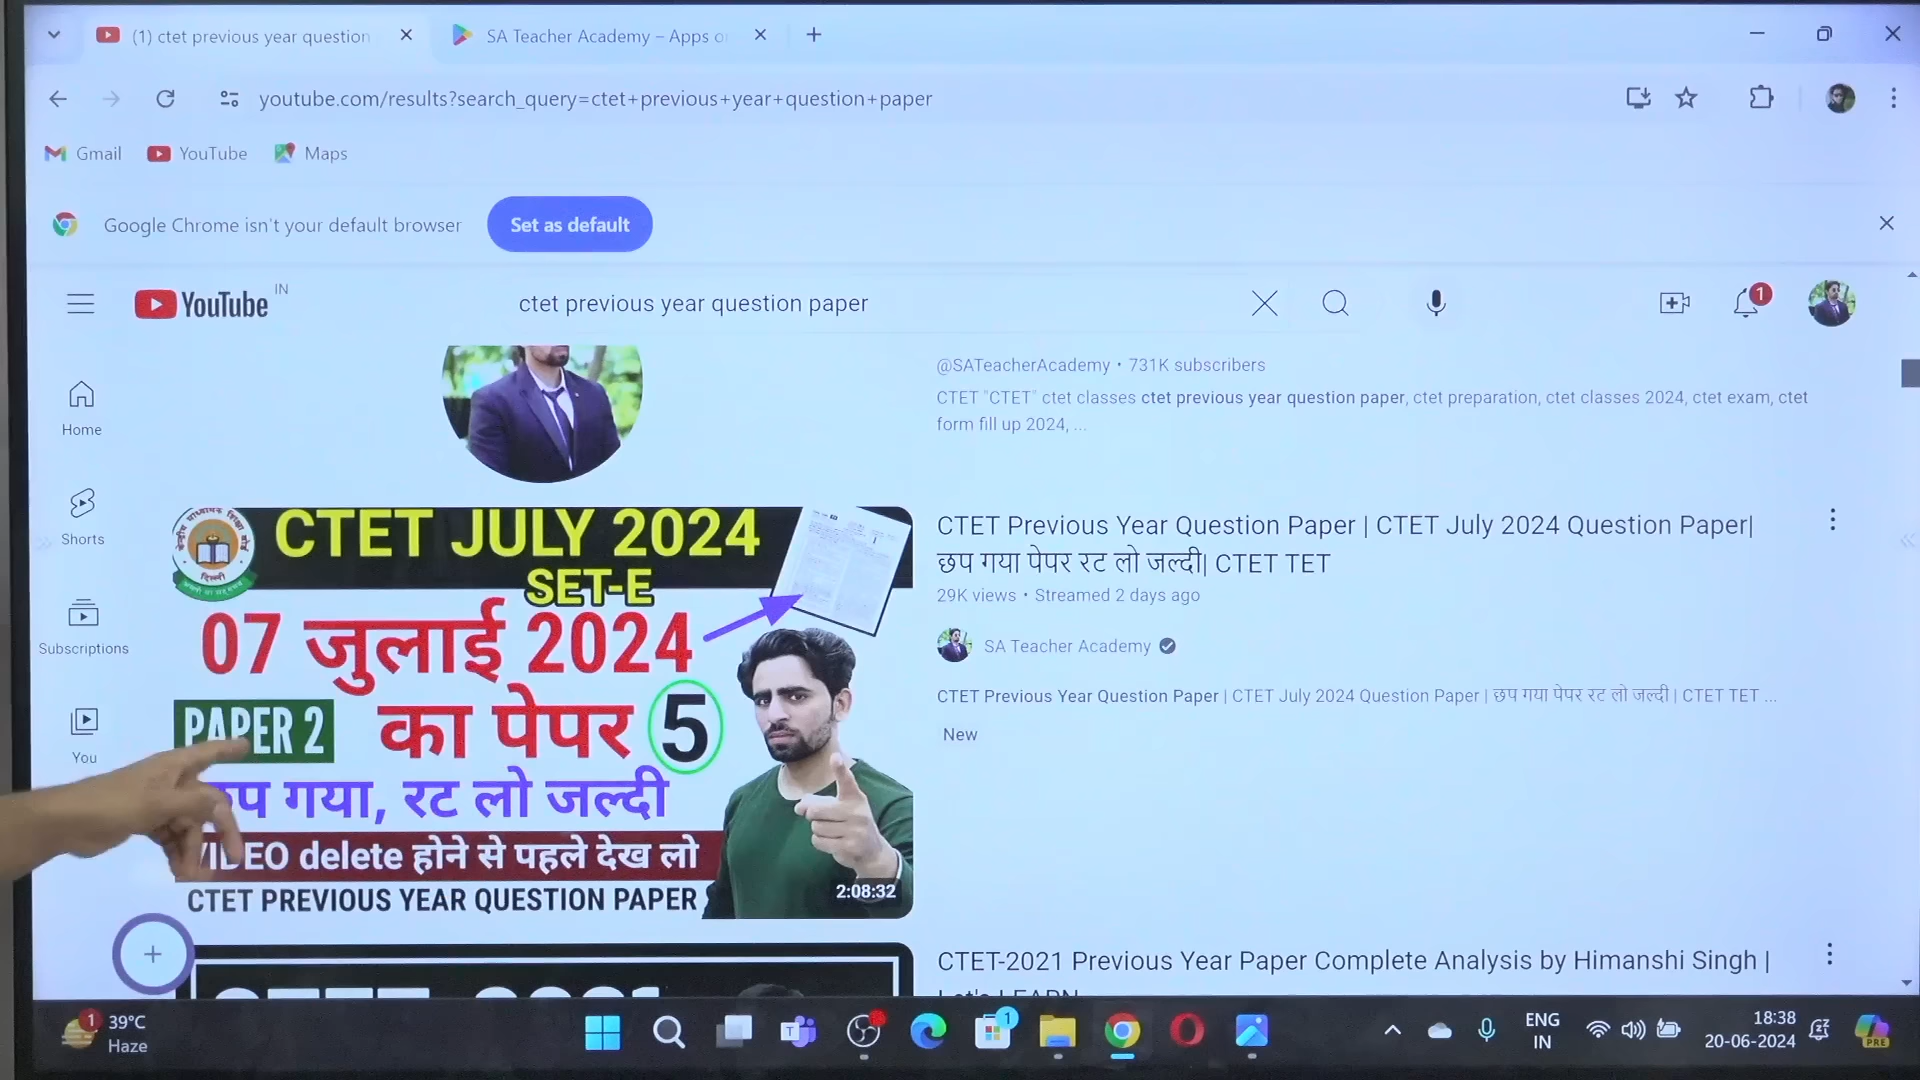 (1) ctet previous year question
SA Teacher Academy – Apps o
youtube.com/results?search_query=ctet+previous+year+question+paper
Gmail
YouTube
Maps
Google Chrome isn't your default browser
Set as default
YouTube IN
ctet previous year question paper
1
Home
Shorts
Subscriptions
You
@SATeacherAcademy • 731K subscribers
CTET "CTET" ctet classes ctet previous year question paper, ctet preparation, ctet classes 2024, ctet exam, ctet
form fill up 2024, ...
CTET JULY 2024
SET-E
07 जुलाई 2024
PAPER 2 का पेपर 5
गया, रट लो जल्दी
VIDEO delete होने से पहले देख लो
CTET PREVIOUS YEAR QUESTION PAPER
2:08:32
CTET Previous Year Question Paper | CTET July 2024 Question Paper|
छप गया पेपर रट लो जल्दी| CTET TET
29K views • Streamed 2 days ago
SA Teacher Academy
CTET Previous Year Question Paper | CTET July 2024 Question Paper | छप गया पेपर रट लो जल्दी | CTET TET ...
New
CTET-2021 Previous Year Paper Complete Analysis by Himanshi Singh |
Let's LEARN
1
39°C
Haze
1
ENG
IN
18:38
20-06-2024
PRE